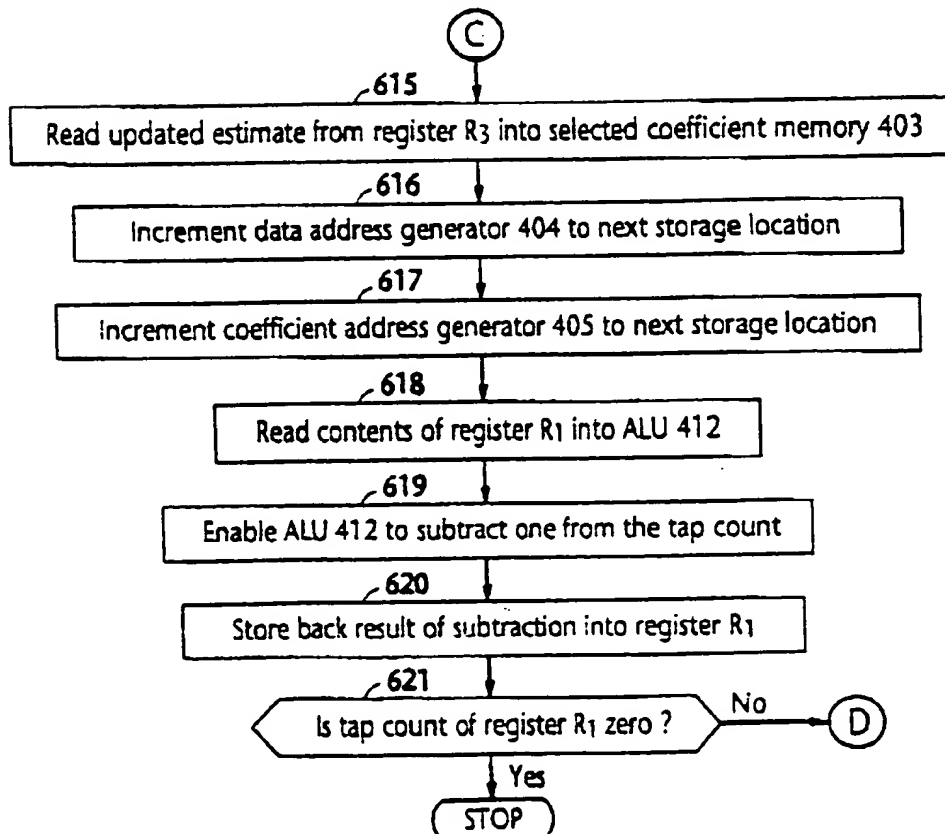 C
615
Read updated estimate from register R3 into selected coefficient memory 403
616
Increment data address generator 404 to next storage location
617
Increment coefficient address generator 405 to next storage location
618
Read contents of register R1 into ALU 412
619
Enable ALU 412 to subtract one from the tap count
620
Store back result of subtraction into register R1
621
Is tap count of register R1 zero ?
No
D
Yes
STOP